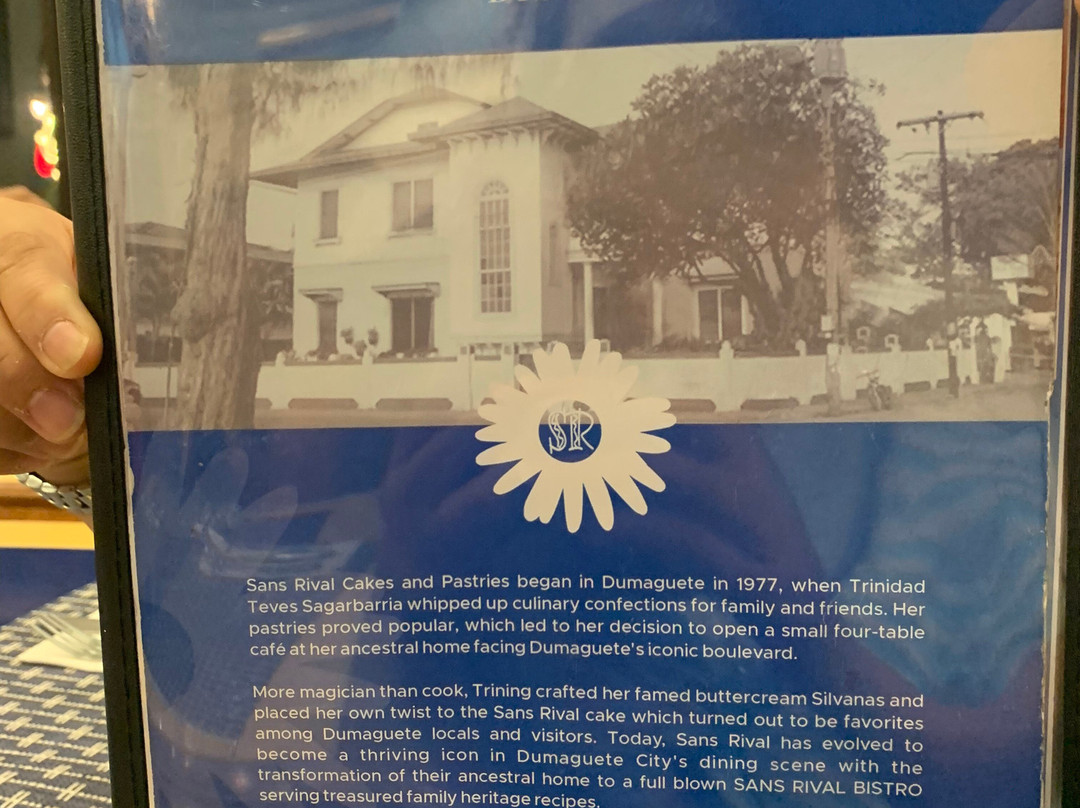 SR
Sans Rival Cakes and Pastries began in Dumaguete in 1977, when Trinidad
Teves Sagarbarria whipped up culinary confections for family and friends. Her
pastries proved popular, which led to her decision to open a small four-table
café at her ancestral home facing Dumaguete's iconic boulevard.
More magician than cook, Trining crafted her famed buttercream Silvanas and
placed her own twist to the Sans Rival cake which turned out to be favorites
among Dumaguete locals and visitors. Today, Sans Rival has evolved to
become a thriving icon in Dumaguete City's dining scene with the
transformation of their ancestral home to a full blown SANS RIVAL BISTRO
serving treasured family heritage recipes.